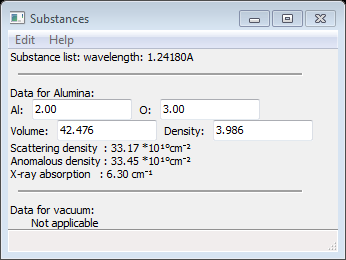 Substances
Edit Help
Substance list: wavelength: 1.24180A
Data for Alumina:
Al: 2.00 O: 3.00
Volume: 42.476 Density: 3.986
Scattering density : 33.17 *10¹⁰cm⁻²
Anomalous density : 33.45 *10¹⁰cm⁻²
X-ray absorption : 6.30 cm⁻¹
Data for vacuum:
Not applicable